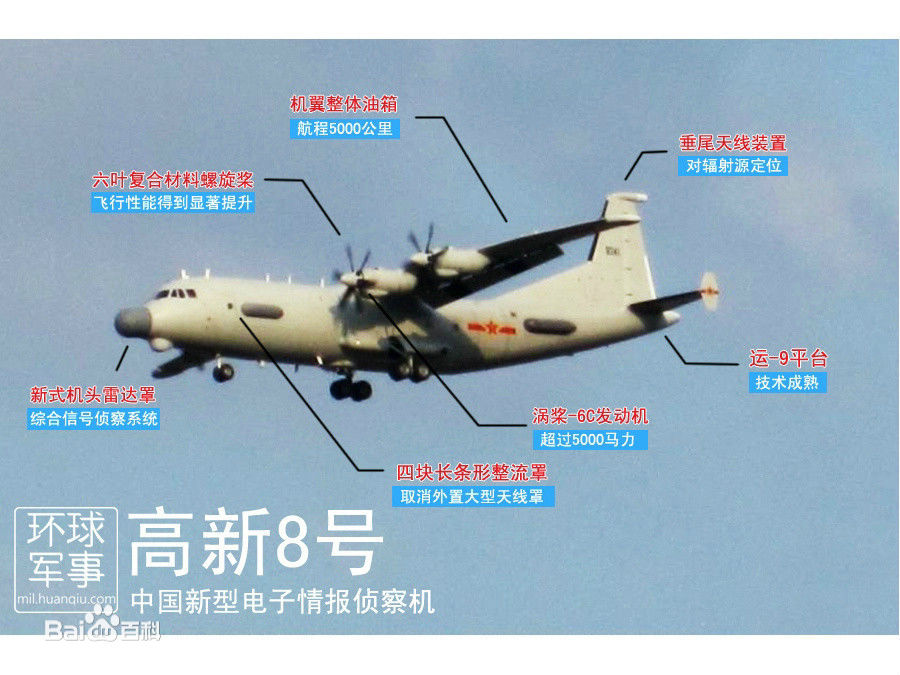 机翼整体油箱
航程5000公里
垂尾天线装置
对辐射源定位
六叶复合材料螺旋桨
飞行性能得到显著提升
运-9平台
技术成熟
新式机头雷达罩
综合信号侦察系统
涡桨-6C发动机
超过5000马力
四块长条形整流罩
取消外置大型天线罩
环球
军事
mil.huanqiu.com
高新8号
中国新型电子情报侦察机
Baidu百科